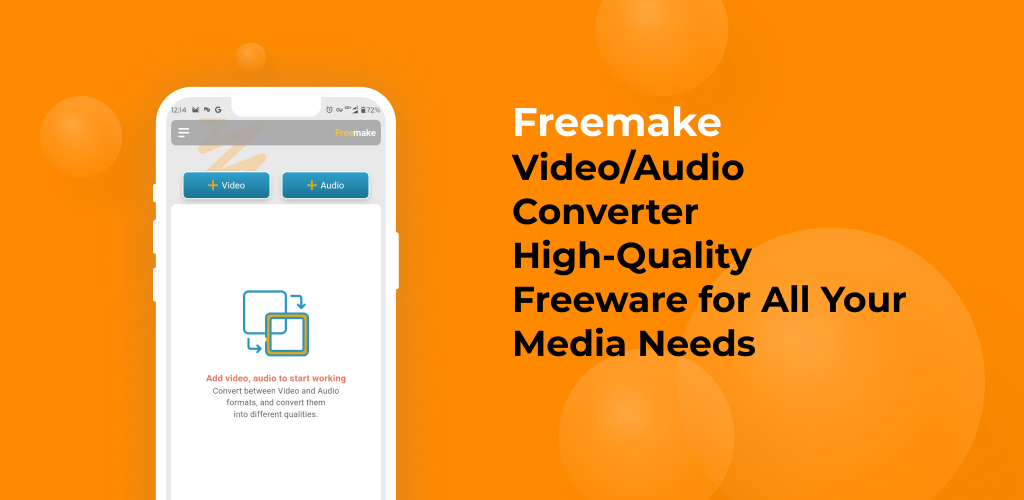 12:14
72%
Freemake
Video
Audio
Add video, audio to start working
Convert between Video and Audio
formats, and convert them
into different qualities.
Freemake
Video/Audio
Converter
High-Quality
Freeware for All Your
Media Needs